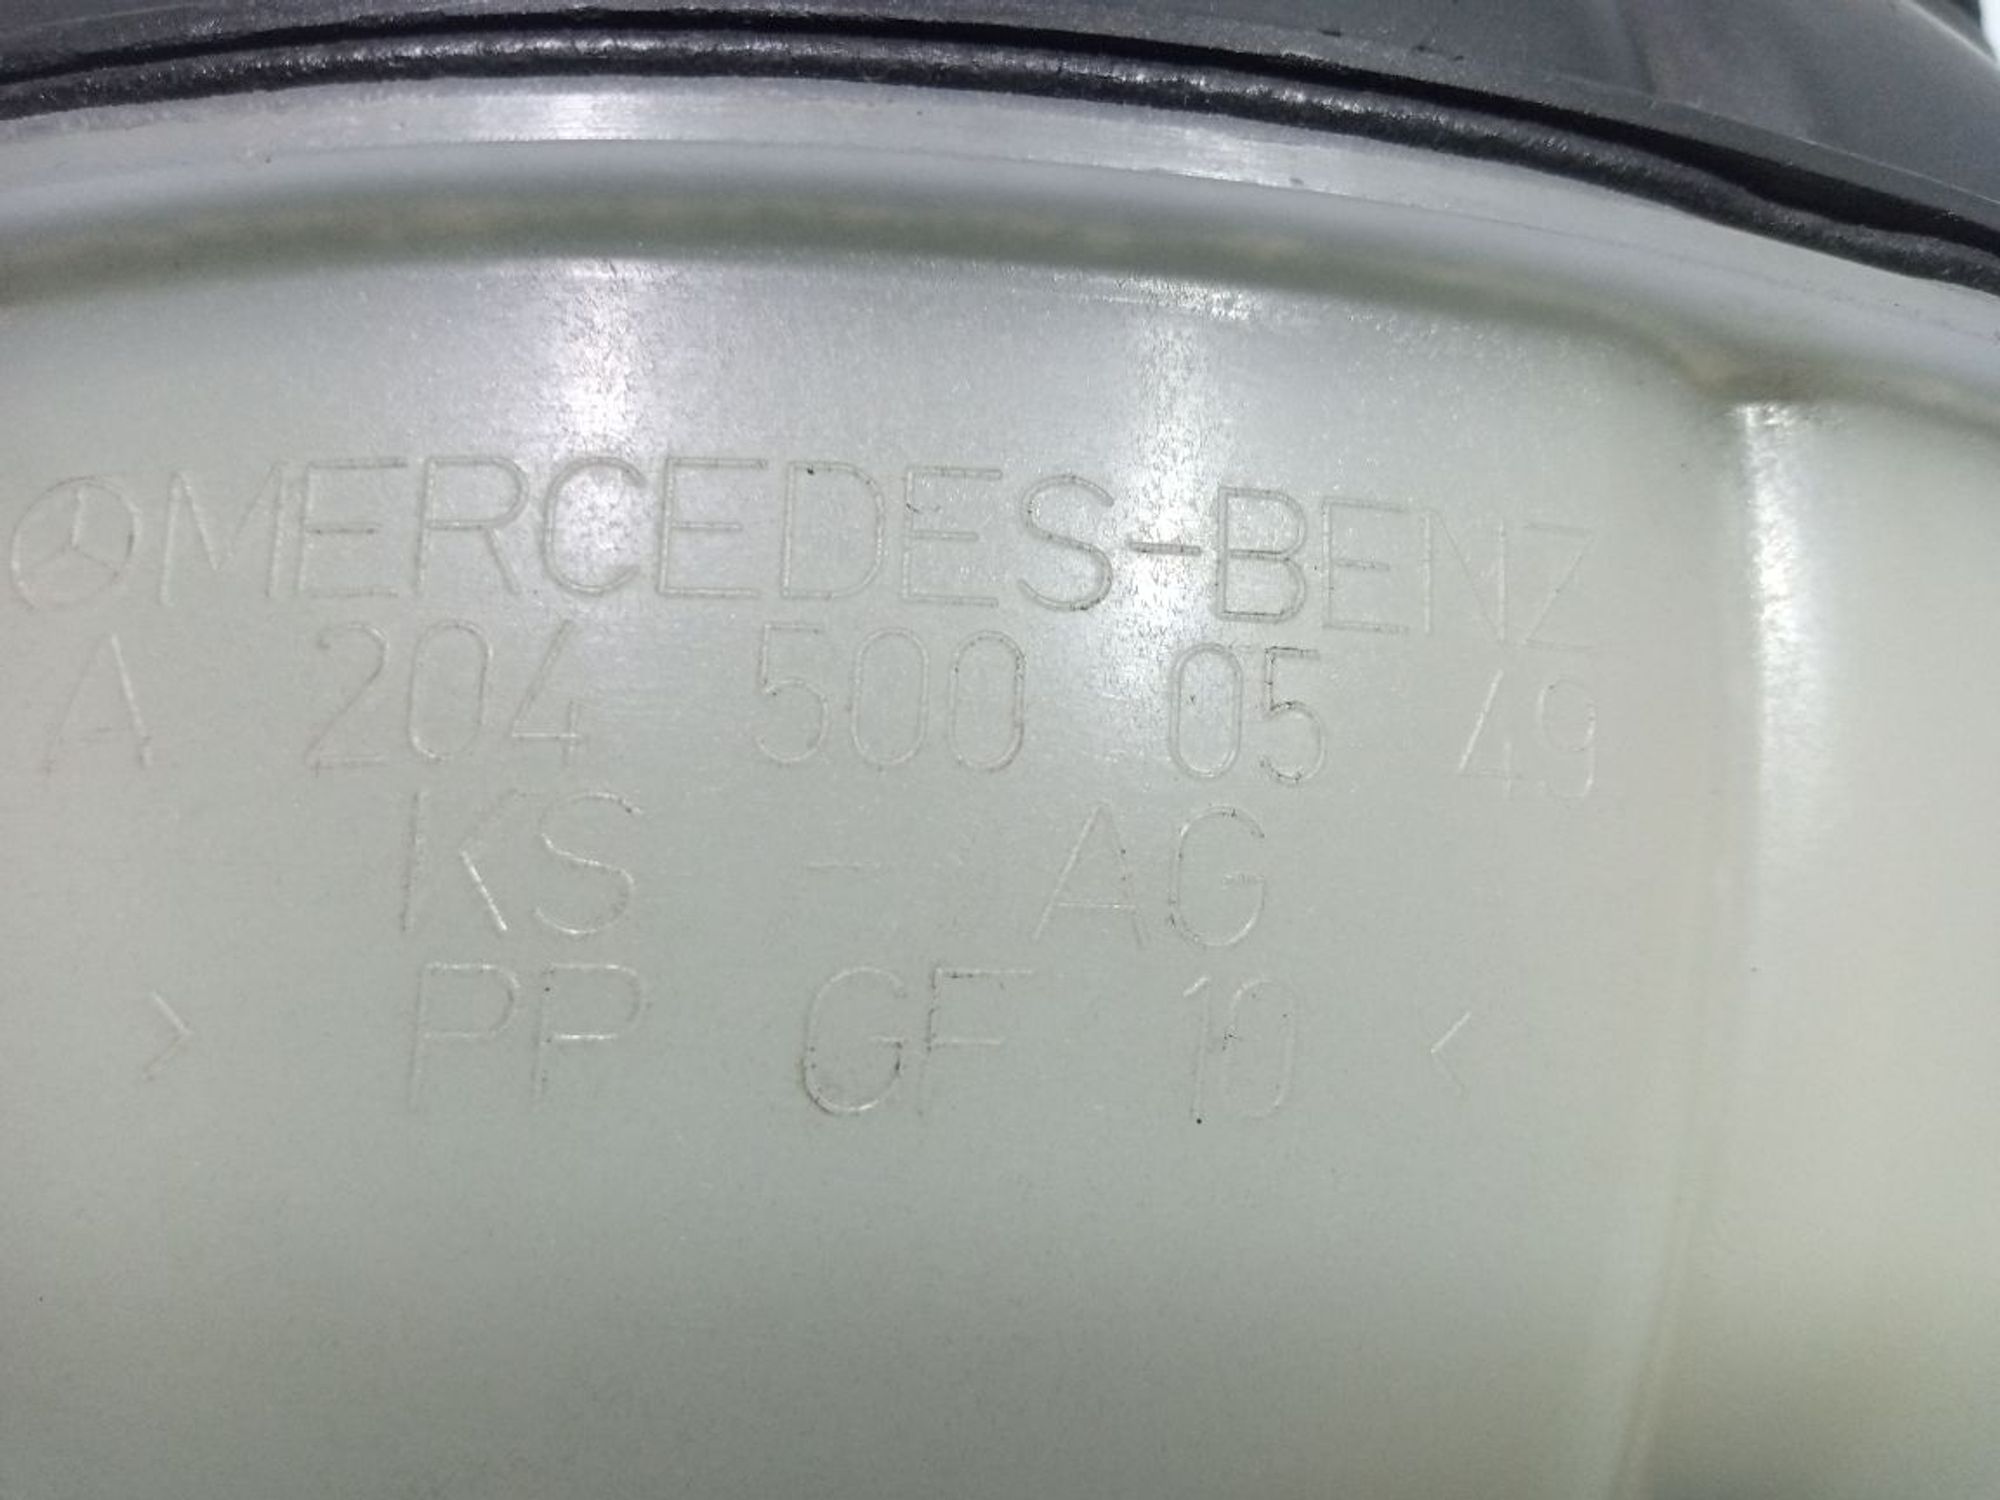 MERCEDES-BENZ
A 204 500 05 49
KS - AG
> PP GF 10 <